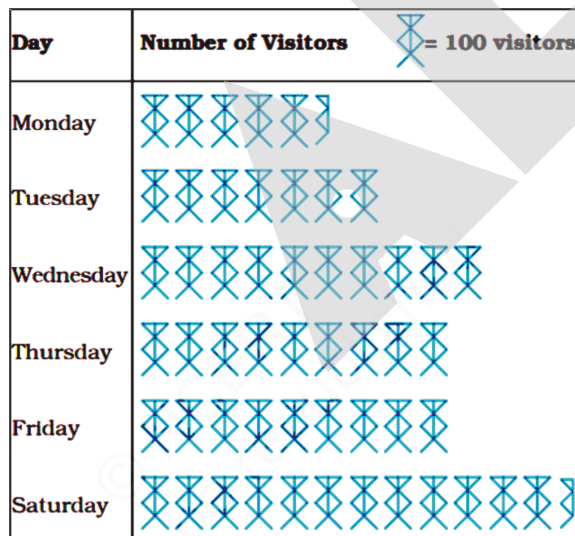 Day Number of Visitors = 100 visitors
Monday
Tuesday
Wednesday
Thursday
Friday
Saturday